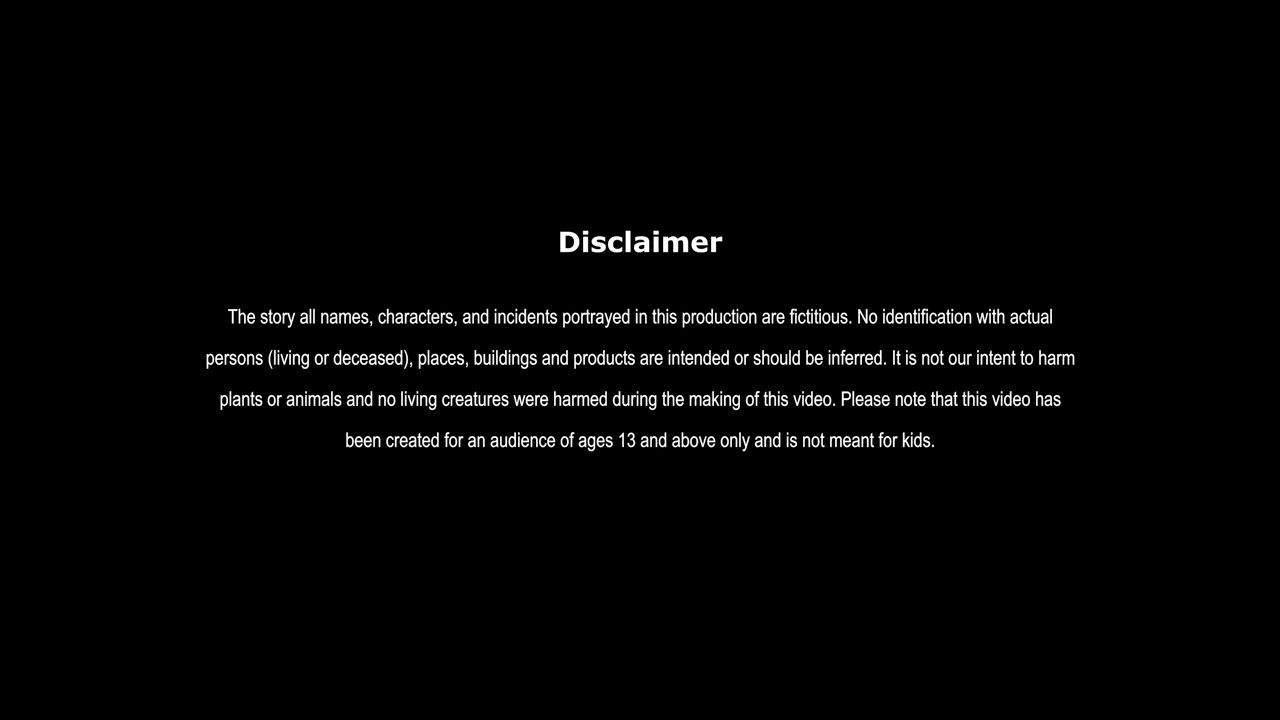 Disclaimer
The story all names, characters, and incidents portrayed in this production are fictitious. No identification with actual
persons (living or deceased), places, buildings and products are intended or should be inferred. It is not our intent to harm
plants or animals and no living creatures were harmed during the making of this video. Please note that this video has
been created for an audience of ages 13 and above only and is not meant for kids.